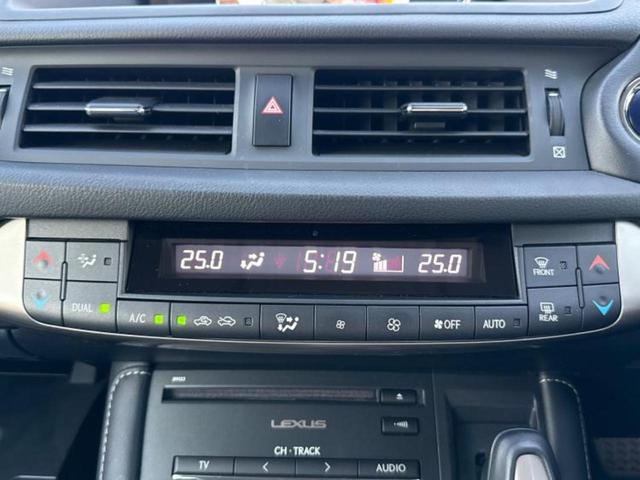 25.0 5:19 25.0
FRONT
DUAL A/C OFF AUTO REAR
LEXUS
CH·TRACK
TV < > AUDIO